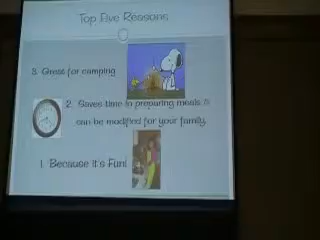 Top Five Reasons
3. Great for camping
2. Saves time in preparing meals &
can be modified for your family.
1. Because it's Fun!